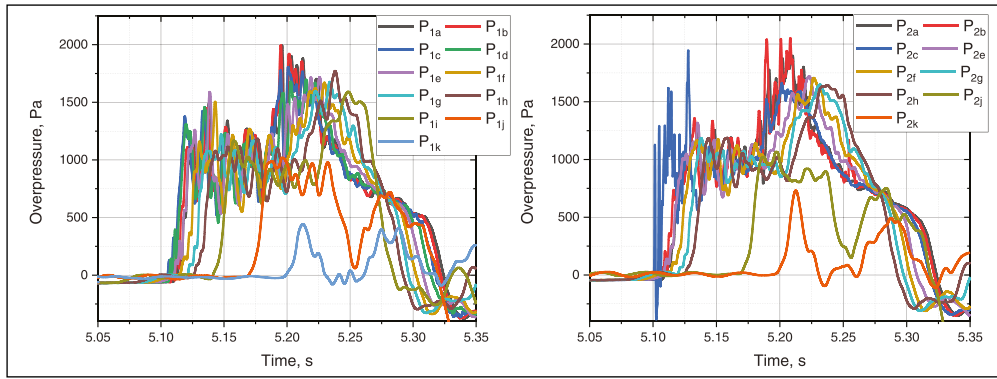 2000
1500
1000
500
0
Overpressure, Pa
5.05 5.10 5.15 5.20 5.25 5.30 5.35
Time, s
P1a P1b
P1c P1d
P1e P1f
P1g P1h
P1i P1j
P1k
2000
1500
1000
500
0
Overpressure, Pa
5.05 5.10 5.15 5.20 5.25 5.30 5.35
Time, s
P2a P2b
P2c P2e
P2f P2g
P2h P2j
P2k